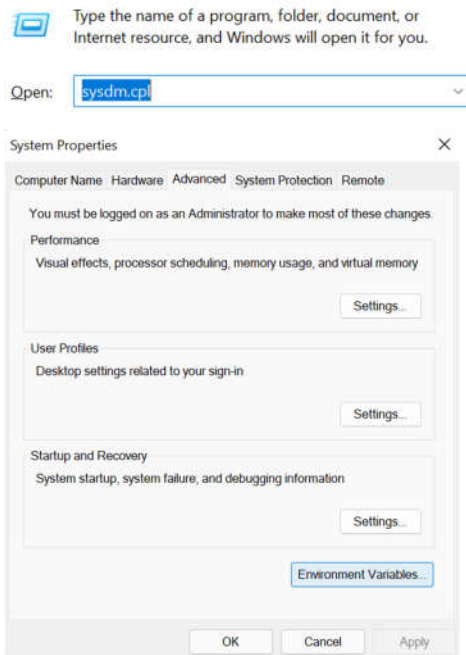 Type the name of a program, folder, document, or
Internet resource, and Windows will open it for you.
Open: sysdm.cpl
System Properties
Computer Name Hardware Advanced System Protection Remote
You must be logged on as an Administrator to make most of these changes.
Performance
Visual effects, processor scheduling, memory usage, and virtual memory
Settings...
User Profiles
Desktop settings related to your sign-in
Settings...
Startup and Recovery
System startup, system failure, and debugging information
Settings...
Environment Variables...
OK Cancel Apply